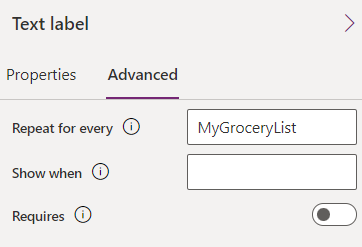 Text label
Properties Advanced
Repeat for every MyGroceryList
Show when
Requires